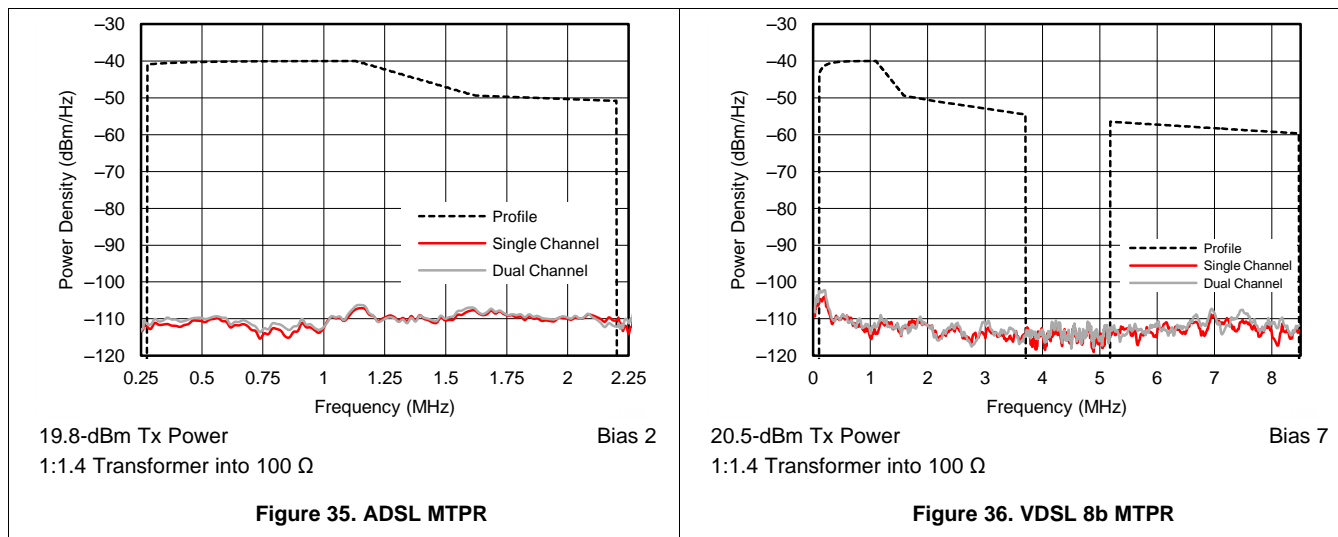 –30
–40
–50
–60
–70
–80
–90
–100
–110
–120
Power Density (dBm/Hz)
Profile
Single Channel
Dual Channel
0.25 0.5 0.75 1 1.25 1.5 1.75 2 2.25
Frequency (MHz)
19.8-dBm Tx Power Bias 2
1:1.4 Transformer into 100 Ω
Figure 35. ADSL MTPR
–30
–40
–50
–60
–70
–80
–90
–100
–110
–120
Power Density (dBm/Hz)
Profile
Single Channel
Dual Channel
0 1 2 3 4 5 6 7 8
Frequency (MHz)
20.5-dBm Tx Power Bias 7
1:1.4 Transformer into 100 Ω
Figure 36. VDSL 8b MTPR